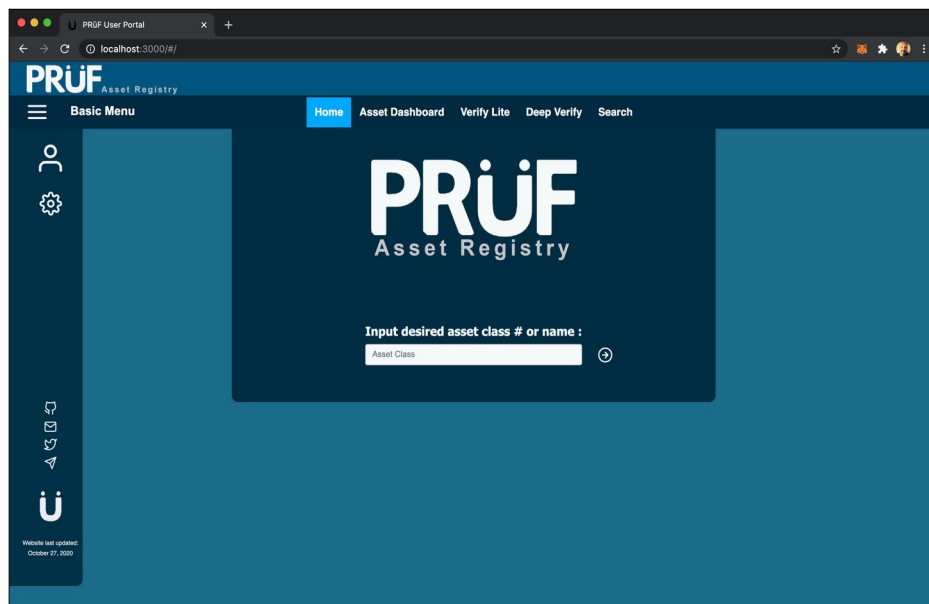 PRüF User Portal
localhost:3000/#/
PRüF Asset Registry
Basic Menu
Home
Asset Dashboard
Verify Lite
Deep Verify
Search
PRüF
Asset Registry
Input desired asset class # or name :
Asset Class
Ü
Website last updated:
October 27, 2020